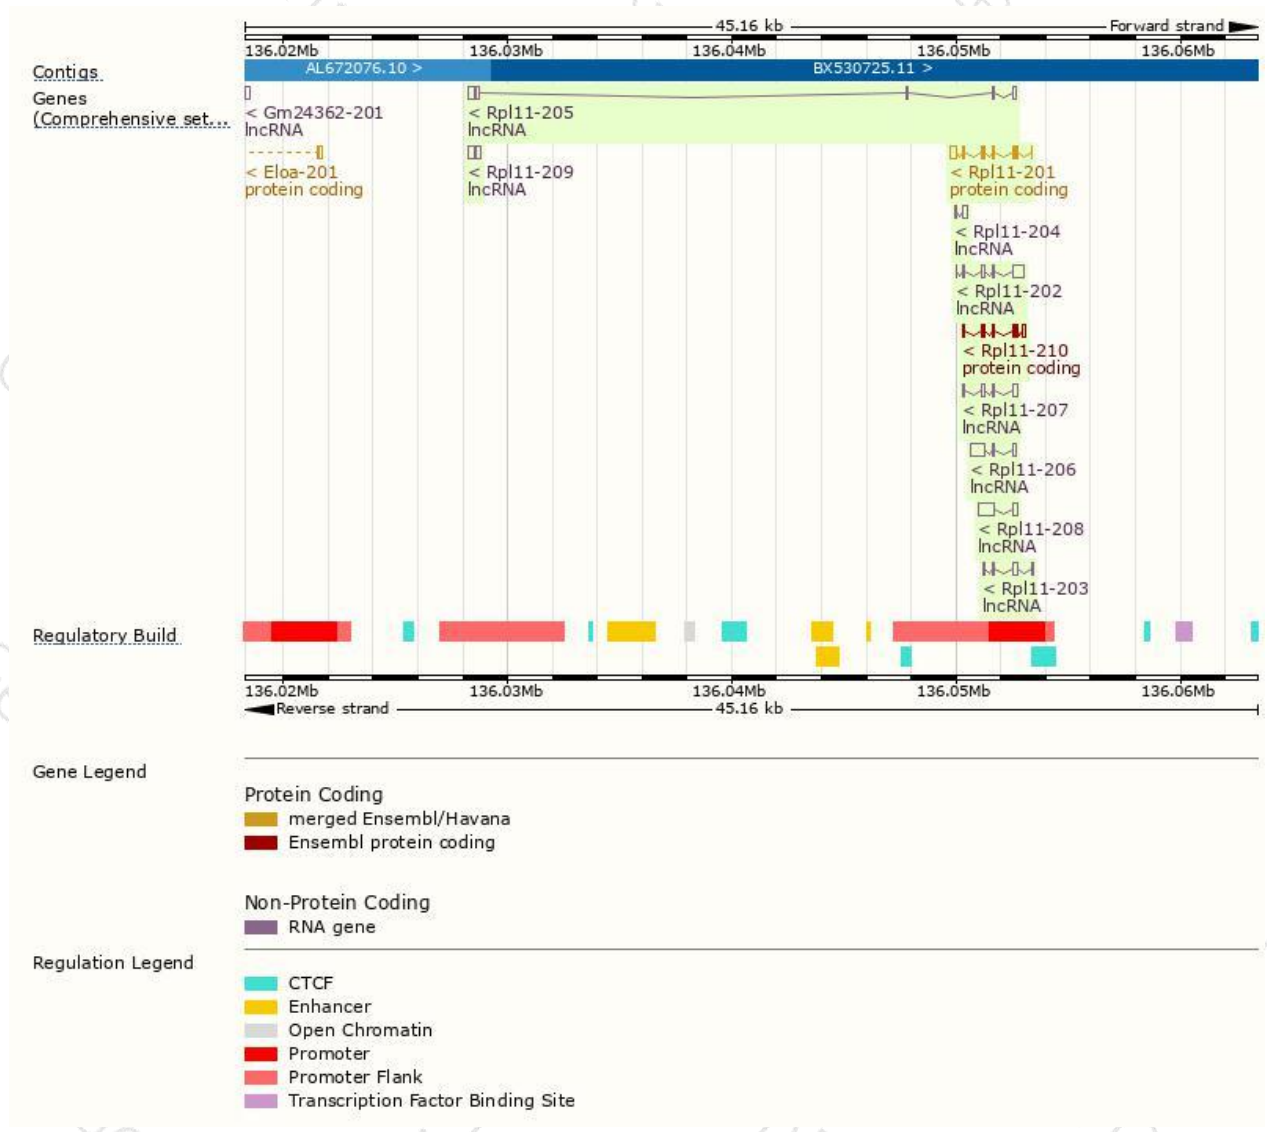 45.16 kb Forward strand
136.02Mb 136.03Mb 136.04Mb 136.05Mb 136.06Mb
Contigs AL672076.10 > BX530725.11 >
Genes
(Comprehensive set...
< Gm24362-201 < Rpl11-205
lncRNA lncRNA
< Eloa-201 < Rpl11-209 < Rpl11-201
protein coding lncRNA protein coding
< Rpl11-204
lncRNA
< Rpl11-202
lncRNA
< Rpl11-210
protein coding
< Rpl11-207
lncRNA
< Rpl11-206
lncRNA
< Rpl11-208
lncRNA
< Rpl11-203
lncRNA
Regulatory Build
136.02Mb 136.03Mb 136.04Mb 136.05Mb 136.06Mb
Reverse strand 45.16 kb
Gene Legend
Protein Coding
merged Ensembl/Havana
Ensembl protein coding
Non-Protein Coding
RNA gene
Regulation Legend
CTCF
Enhancer
Open Chromatin
Promoter
Promoter Flank
Transcription Factor Binding Site